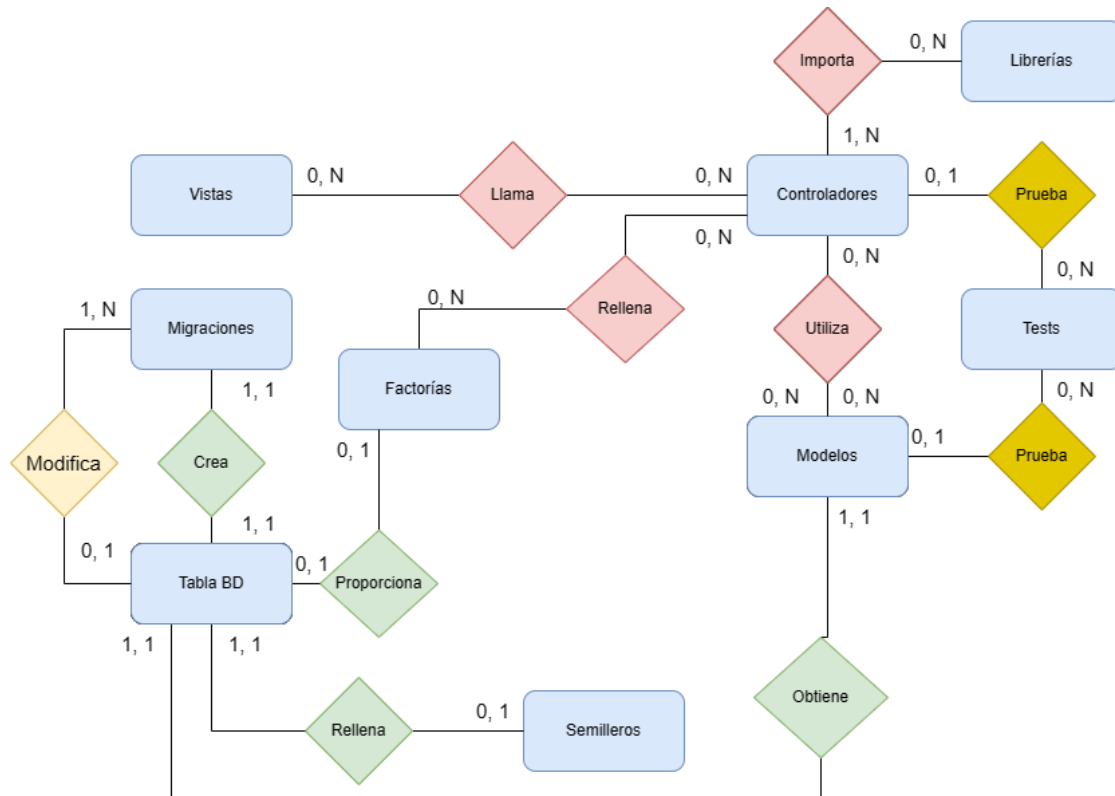 Importa
0, N
Librerías
1, N
Vistas
0, N
Llama
0, N
Controladores
0, 1
Prueba
0, N
0, N
0, N
1, N
Migraciones
0, N
Rellena
Utiliza
Tests
1, 1
Factorías
0, N
0, N
0, N
Modifica
Crea
0, 1
Modelos
0, 1
Prueba
1, 1
0, 1
1, 1
Tabla BD
0, 1
Proporciona
1, 1
1, 1
Rellena
0, 1
Semilleros
Obtiene